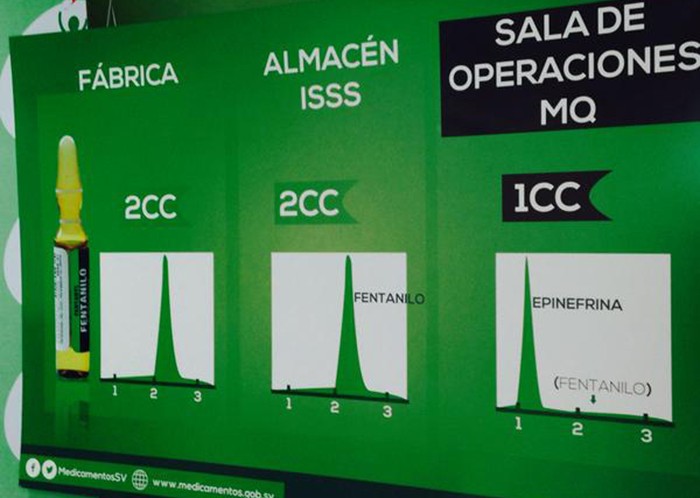 FÁBRICA
ALMACÉN
ISSS
SALA DE
OPERACIONES
MQ
2CC
2CC
1CC
FENTANILO
1
2
3
FENTANILO
1
2
3
EPINEFRINA
(FENTANILO)
1
2
3
MedicamentosSV
www.medicamentos.gob.sv